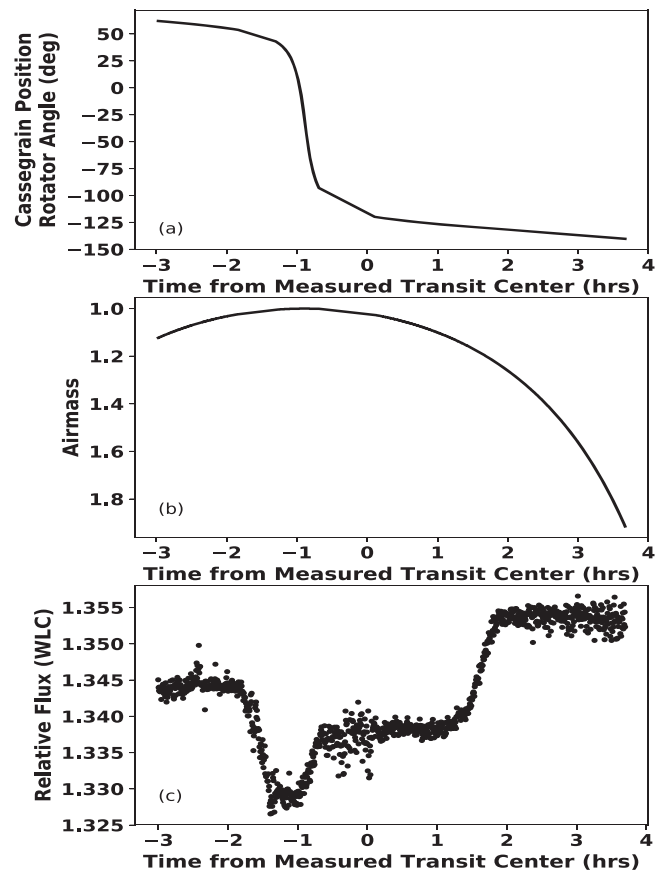 Cassegrain Position
Rotator Angle (deg)
50
25
0
−25
−50
−75
−100
−125
−150
(a)
−3 −2 −1 0 1 2 3 4
Time from Measured Transit Center (hrs)
Airmass
1.0
1.2
1.4
1.6
1.8
(b)
−3 −2 −1 0 1 2 3 4
Time from Measured Transit Center (hrs)
Relative Flux (WLC)
1.355
1.350
1.345
1.340
1.335
1.330
1.325
(c)
−3 −2 −1 0 1 2 3 4
Time from Measured Transit Center (hrs)